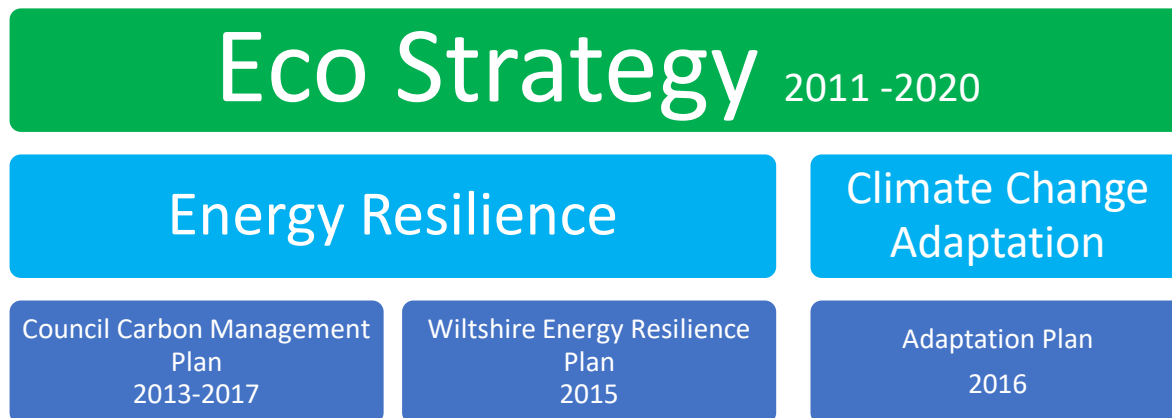 Eco Strategy 2011 -2020
Energy Resilience
Climate Change
Adaptation
Council Carbon Management
Plan
2013-2017
Wiltshire Energy Resilience
Plan
2015
Adaptation Plan
2016